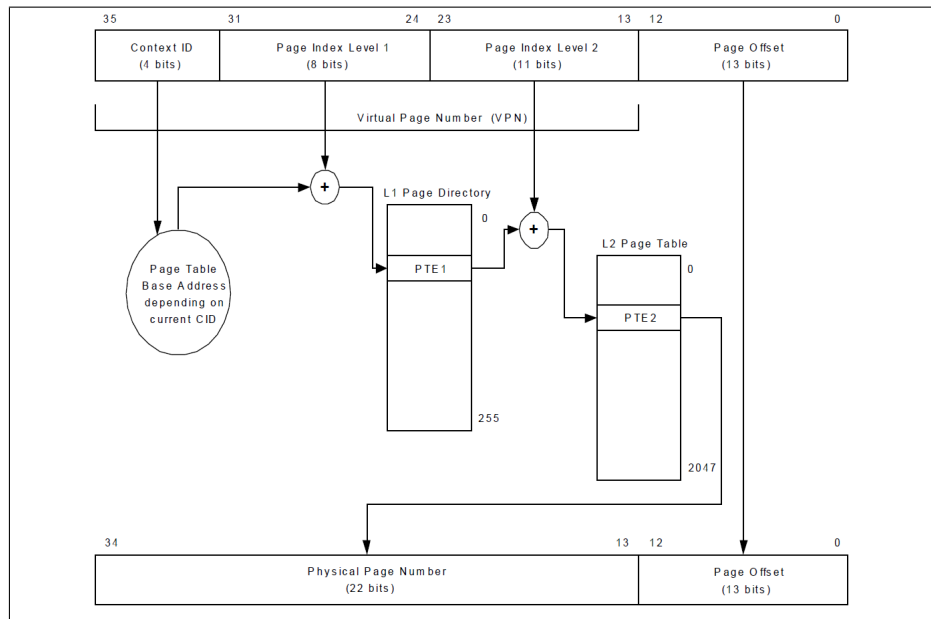 35 31 24 23 13 12 0
Context ID Page Index Level 1 Page Index Level 2 Page Offset
(4 bits) (8 bits) (11 bits) (13 bits)
Virtual Page Number (VPN)
+
L1 Page Directory
0
+
L2 Page Table
Page Table
Base Address
depending on
current CID
PTE1
0
PTE2
255
2047
34 13 12 0
Physical Page Number Page Offset
(22 bits) (13 bits)